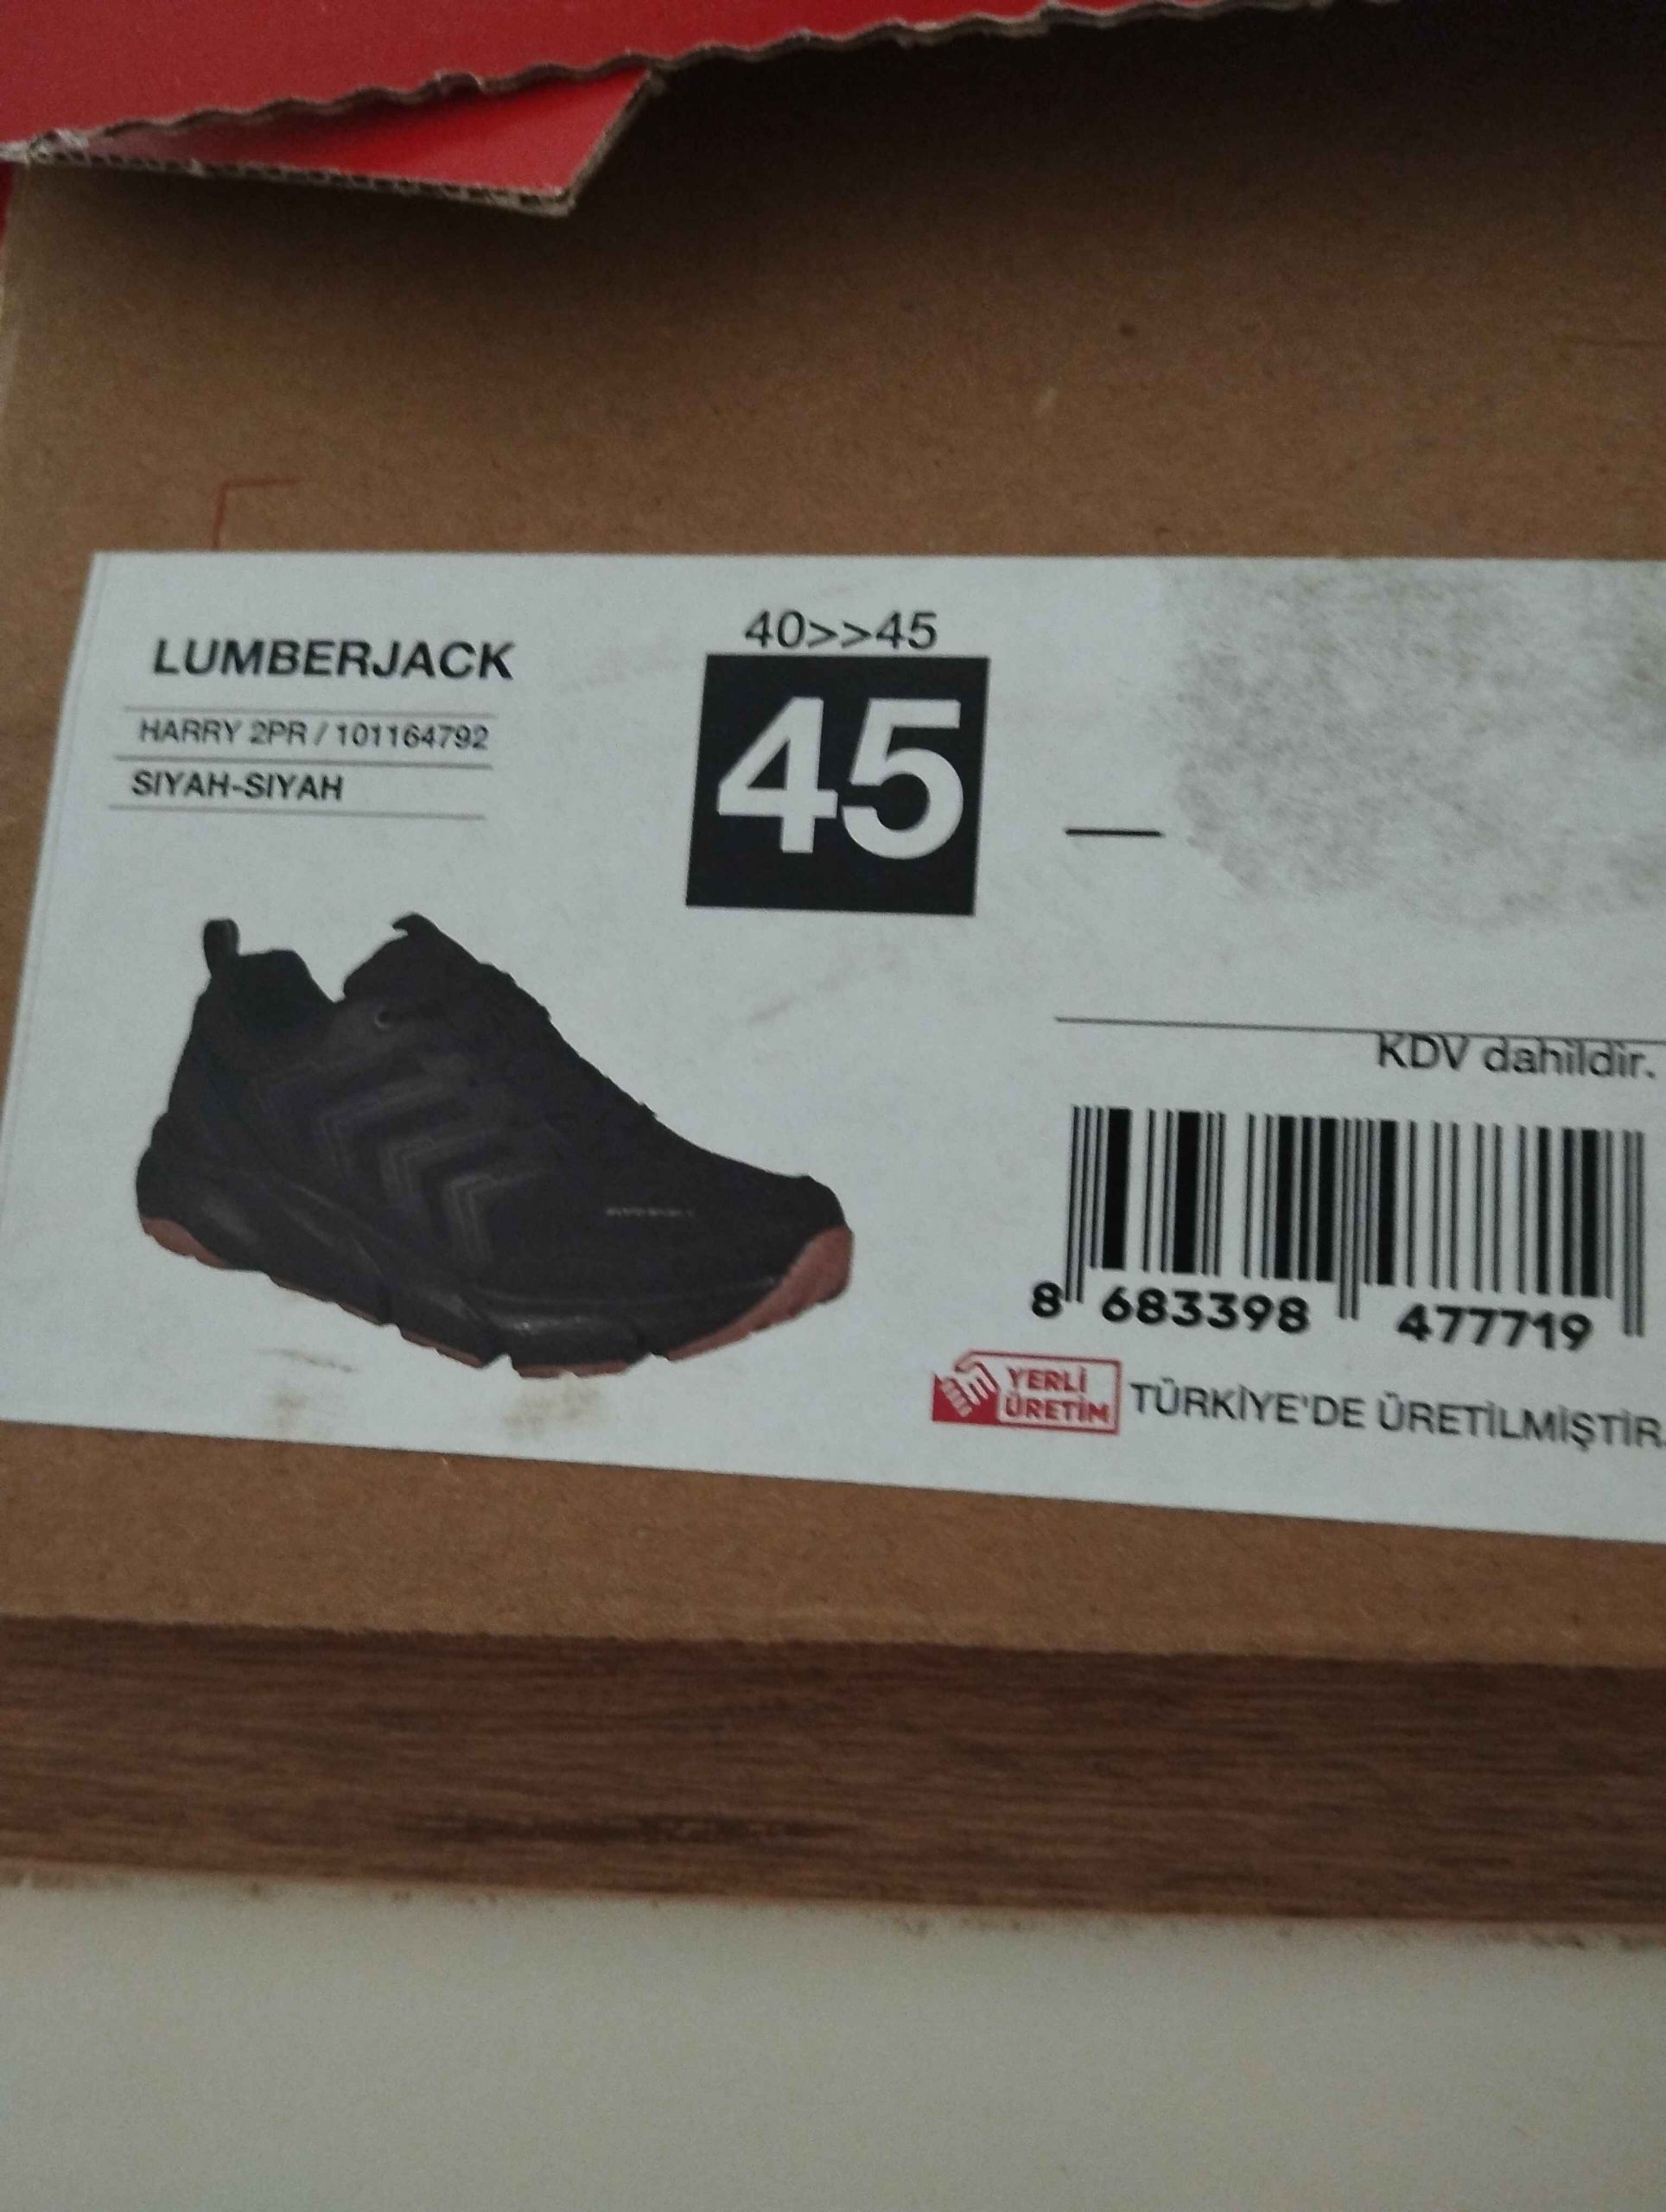 LUMBERJACK
HARRY 2PR / 101164792
SIYAH-SIYAH
40>>45
45
KDV dahildir.
8 683398 477719
YERLİ
ÜRETİM
TÜRKİYE'DE ÜRETİLMİŞTİR.